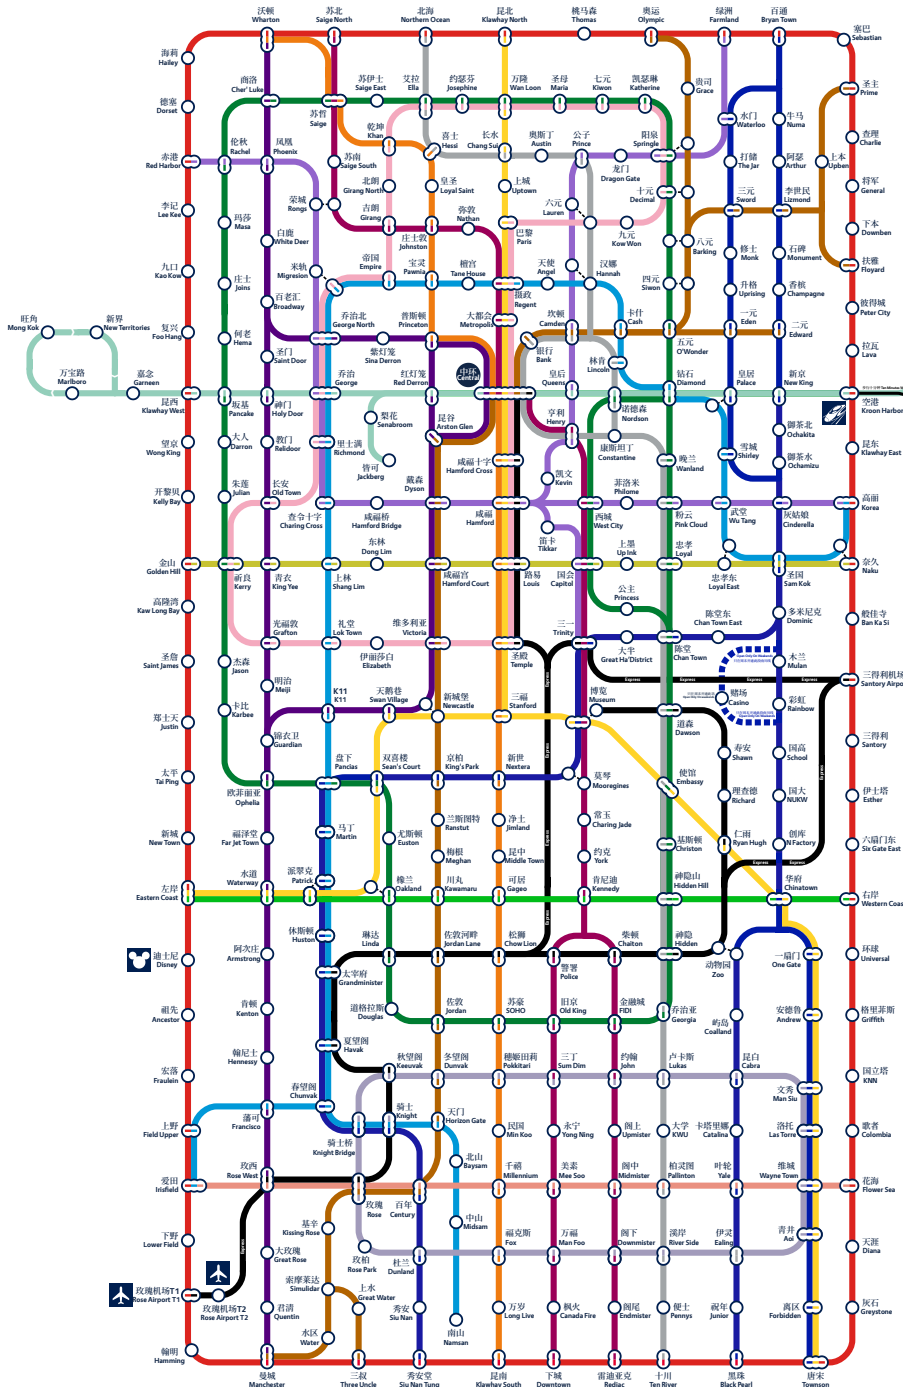 沃顿
Wharton
苏北
Saige North
北海
Northern Ocean
昆北
Klawhay North
桃马森
Thomas
奥运
Olympic
绿洲
Farmland
百通
Bryan Town
塞巴
Sebastian
海莉
Hailey
商洛
Cher' Luke
苏伊士
Saige East
艾拉
Ella
约瑟芬
Josephine
万隆
Wan Loon
圣母
Maria
七元
Kiwon
凯瑟琳
Katherine
贵司
Grace
圣主
Prime
德塞
Dorset
苏哲
Saige
乾坤
Khan
喜士
Hessi
长水
Chang Sui
奥斯丁
Austin
公子
Prince
阳泉
Springle
水门
Waterloo
牛马
Numa
查理
Charlie
赤港
Red Harbor
伦秋
Rachel
凤凰
Phoenix
苏南
Saige South
北朗
Girang North
皇圣
Loyal Saint
上城
Uptown
龙门
Dragon Gate
十元
Decimal
打储
The Jar
阿瑟
Arthur
上本
Upben
将军
General
李记
Lee Kee
玛莎
Masa
荣城
Rongs
吉朗
Girang
弥敦
Nathan
六元
Lauren
三元
Sword
李世民
Lizmond
下本
Downben
白鹿
White Deer
庄士敦
Johnston
巴黎
Paris
九元
Kow Won
八元
Barking
修士
Monk
石碑
Monument
扶雅
Floyard
九口
Kao Kow
庄士
Joins
米轨
Migresion
帝国
Empire
宝灵
Pawnia
檀宫
Tane House
天使
Angel
汉娜
Hannah
四元
Siwon
升格
Uprising
香槟
Champagne
彼得城
Peter City
百老汇
Broadway
摄政
Regent
旺角
Mong Kok
新界
New Territories
复兴
Foo Hang
何老
Hema
乔治北
George North
普斯顿
Princeton
大都会
Metropolis
坎顿
Camden
卡什
Cash
五元
O'Wonder
一元
Eden
二元
Edward
拉瓦
Lava
圣门
Saint Door
紫灯笼
Sina Derron
银行
Bank
林肯
Lincoln
万宝路
Marlboro
嘉念
Garneen
昆西
Klawhay West
坂基
Pancake
神门
Holy Door
乔治
George
红灯笼
Red Derron
中环
Central
皇后
Queens
钻石
Diamond
皇居
Palace
新京
New King
空港
Kroon Harbor
梨花
Senabroom
昆谷
Arston Glen
亨利
Henry
诺德森
Nordson
望京
Wong King
大人
Darron
教门
Relidoor
里士满
Richmond
皆可
Jackberg
咸福十字
Hamford Cross
康斯坦丁
Constantine
晚兰
Wanland
雪城
Shirley
御茶北
Ochakita
御茶水
Ochamizu
昆东
Klawhay East
开黎贝
Kelly Bay
朱莲
Julian
长安
Old Town
戴森
Dyson
凯文
Kevin
菲洛米
Philome
高丽
Korea
查令十字
Charing Cross
咸福桥
Hamford Bridge
咸福
Hamford
西城
West City
粉云
Pink Cloud
武堂
Wu Tang
灰姑娘
Cinderella
笛卡
Tikkar
金山
Golden Hill
祈良
Kerry
青衣
King Yee
上林
Shang Lim
东林
Dong Lim
咸福宫
Hamford Court
路易
Louis
国会
Capitol
上墨
Up Ink
忠孝
Loyal
忠孝东
Loyal East
圣国
Sam Kok
奈久
Naku
高隆湾
Kaw Long Bay
光福敦
Grafton
礼堂
Lok Town
维多利亚
Victoria
三一
Trinity
公主
Princess
陈堂东
Chan Town East
多米尼克
Dominic
般佳寺
Ban Ka Si
圣詹
Saint James
杰森
Jason
伊丽莎白
Elizabeth
圣殿
Temple
大半
Great Ha'District
陈堂
Chan Town
木兰
Mulan
三得利机场
Santory Airport
明治
Meiji
K11
K11
天鹅巷
Swan Village
新城堡
Newcastle
三福
Stanford
博览
Museum
赌场
Casino
彩虹
Rainbow
郑士天
Justin
卡比
Karbee
锦衣卫
Guardian
道森
Dawson
三得利
Santory
太平
Tai Ping
欧菲丽亚
Ophelia
盘下
Pancias
双喜楼
Sean's Court
京柏
King's Park
新世
Nextera
莫琴
Mooregines
使馆
Embassy
寿安
Shawn
国高
School
伊士塔
Esther
理查德
Richard
国大
NUKW
新城
New Town
福泽堂
Far Jet Town
马丁
Martin
尤斯顿
Euston
兰斯图特
Ranstut
净土
Jimland
常玉
Charing Jade
基斯顿
Christon
仁雨
Ryan Hugh
创库
N Factory
六扇门东
Six Gate East
梅根
Meghan
昆中
Middle Town
约克
York
左岸
Eastern Coast
水道
Waterway
派翠克
Patrick
橡兰
Oakland
川丸
Kawamaru
可居
Gageo
肯尼迪
Kennedy
神隐山
Hidden Hill
华府
Chinatown
右岸
Western Coast
迪士尼
Disney
阿次庄
Armstrong
休斯顿
Huston
琳达
Linda
佐敦河畔
Jordan Lane
松狮
Chow Lion
警署
Police
柴顿
Chaiton
神隐
Hidden
动物园
Zoo
一扇门
One Gate
环球
Universal
太宰府
Grandminister
祖先
Ancestor
肯顿
Kenton
道格拉斯
Douglas
佐敦
Jordan
苏豪
SOHO
旧京
Old King
金融城
FIDI
乔治亚
Georgia
屿岛
Coalland
安德鲁
Andrew
格里菲斯
Griffith
夏望阁
Havak
宏落
Fraulein
翰尼士
Hennessy
春望阁
Chunvak
秋望阁
Keeuvak
冬望阁
Dunvak
穗姬田莉
Pokkitari
三丁
Sum Dim
约翰
John
卢卡斯
Lukas
昆白
Cabra
文秀
Man Siu
国立塔
KNN
上野
Field Upper
藩可
Francisco
骑士桥
Knight Bridge
骑士
Knight
天门
Horizon Gate
民国
Min Koo
永宁
Yong Ning
阁上
Upmister
大学
KWU
卡塔里娜
Catalina
洛托
Las Torre
歌者
Colombia
爱田
Irisfield
玫西
Rose West
玫瑰
Rose
百年
Century
北山
Baysam
千禧
Millennium
美素
Mee Soo
阁中
Midmister
柏灵图
Pallinton
叶轮
Yale
维城
Wayne Town
花海
Flower Sea
下野
Lower Field
大玫瑰
Great Rose
基辛
Kissing Rose
玫柏
Rose Park
杜兰
Dunland
中山
Midsam
福克斯
Fox
万福
Man Foo
阁下
Downmister
溪岸
River Side
伊灵
Ealing
青井
Aoi
天涯
Diana
玫瑰机场T1
Rose Airport T1
玫瑰机场T2
Rose Airport T2
君清
Quentin
索摩莱达
Simulidar
上水
Great Water
秀安
Siu Nan
南山
Namsan
万岁
Long Live
枫火
Canada Fire
阁尾
Endmister
便士
Pennys
祝年
Junior
离区
Forbidden
灰石
Greystone
翰明
Hamming
水区
Water
曼城
Manchester
三叔
Three Uncle
秀安堂
Siu Nan Tung
昆南
Klawhay South
下城
Downtown
雷迪亚克
Rediac
十川
Ten River
黑珠
Black Pearl
唐宋
Townson
Express
Express
Express
Express
Express
Express
Express
Express
Express
Express